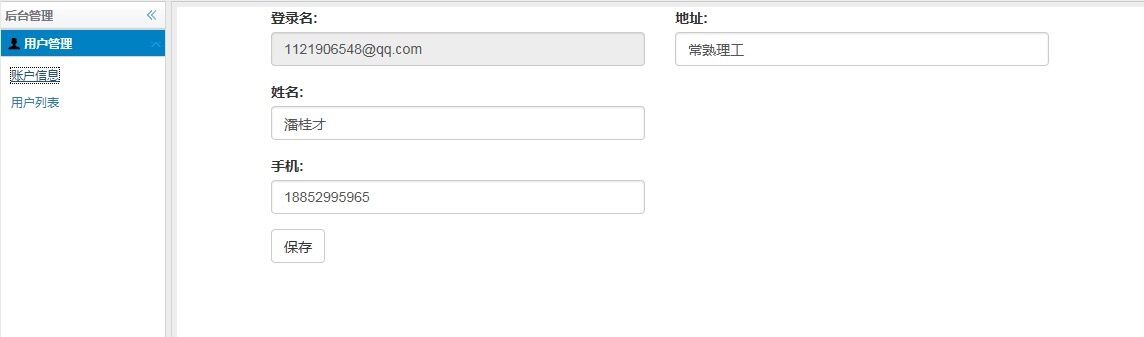 后台管理
用户管理
账户信息
用户列表
登录名:
1121906548@qq.com
地址:
常熟理工
姓名:
潘桂才
手机:
18852995965
保存